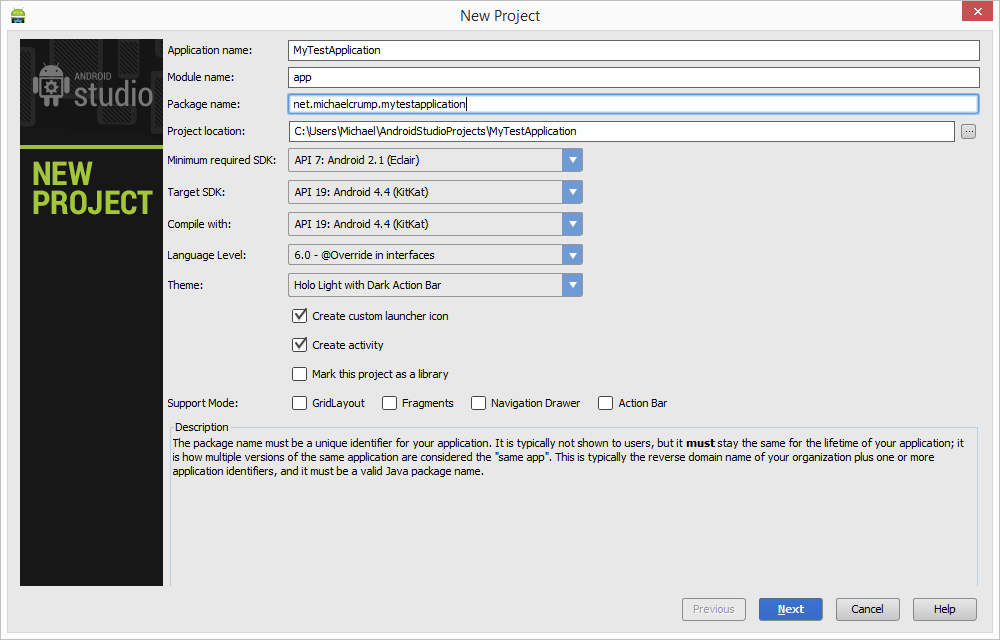 New Project
ANDROID
studio
NEW
PROJECT
Application name: MyTestApplication
Module name: app
Package name: net.michaelcrump.mytestapplication
Project location: C:\Users\Michael\AndroidStudioProjects\MyTestApplication ...
Minimum required SDK: API 7: Android 2.1 (Eclair)
Target SDK: API 19: Android 4.4 (KitKat)
Compile with: API 19: Android 4.4 (KitKat)
Language Level: 6.0 - @Override in interfaces
Theme: Holo Light with Dark Action Bar
Create custom launcher icon
Create activity
Mark this project as a library
Support Mode: GridLayout Fragments Navigation Drawer Action Bar
Description
The package name must be a unique identifier for your application. It is typically not shown to users, but it must stay the same for the lifetime of your application; it
is how multiple versions of the same application are considered the "same app". This is typically the reverse domain name of your organization plus one or more
application identifiers, and it must be a valid Java package name.
Previous Next Cancel Help